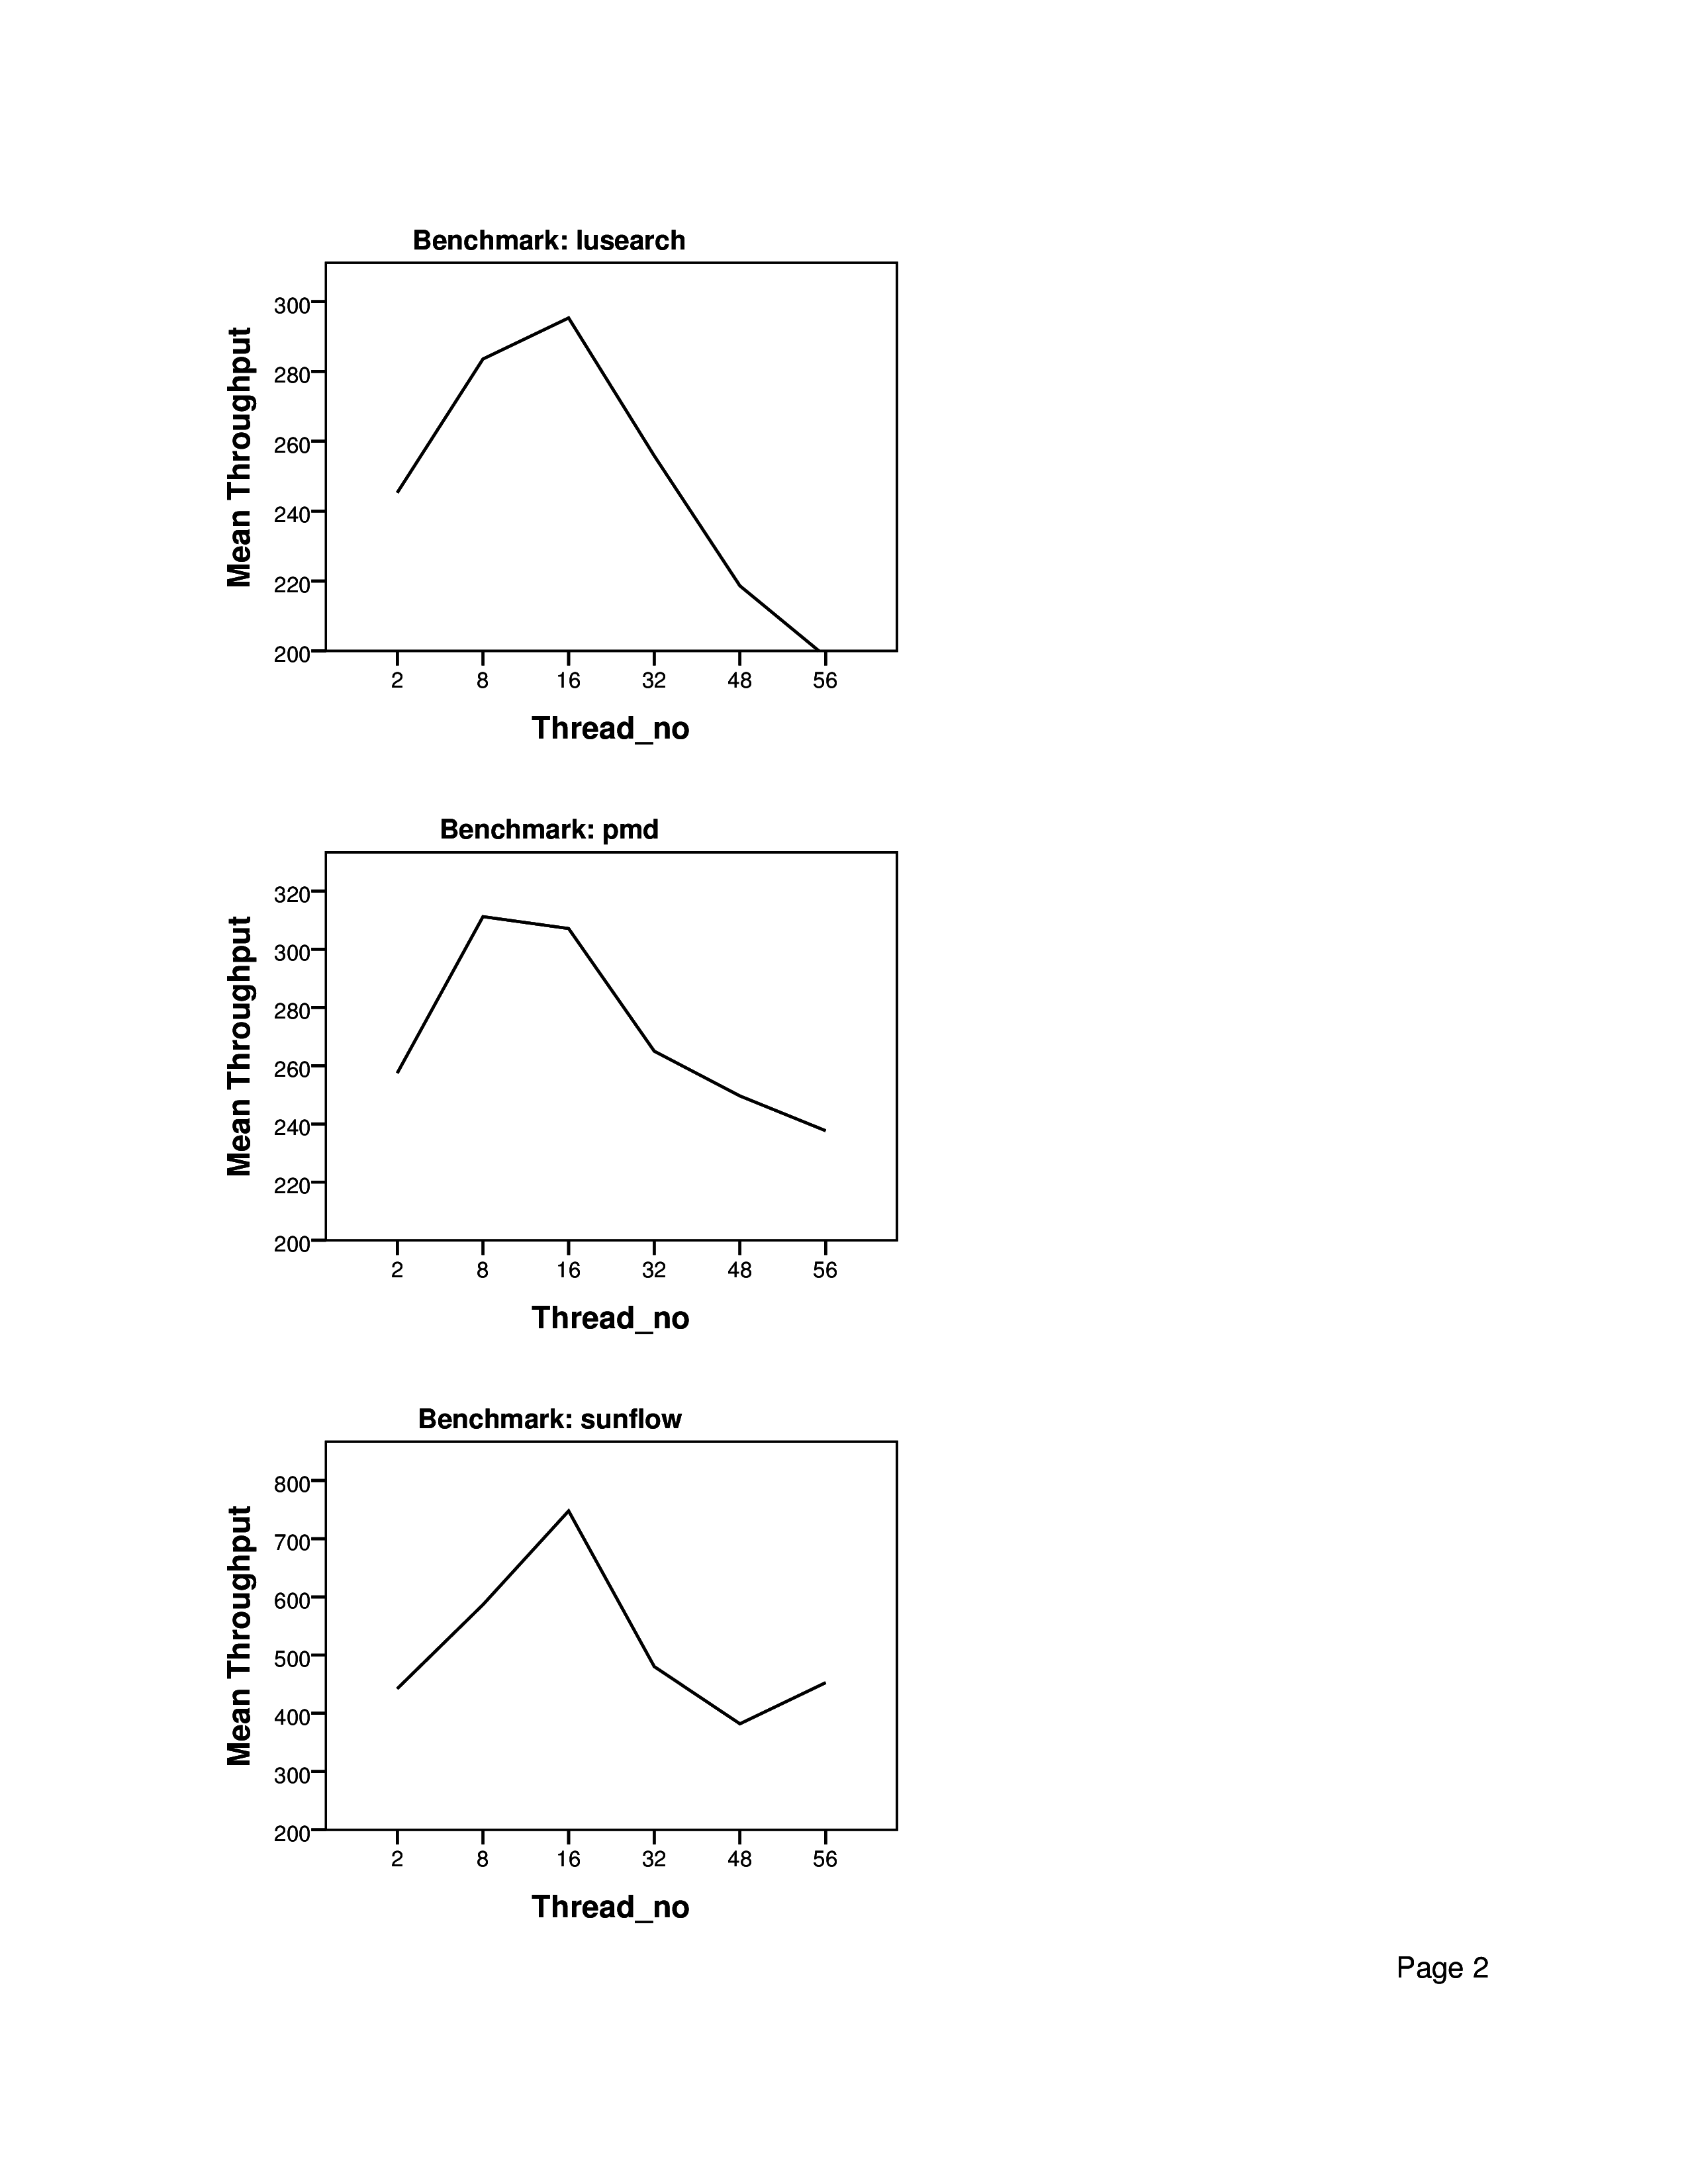 Benchmark: lusearch
Mean Throughput
300
280
260
240
220
200
2 8 16 32 48 56
Thread_no
Benchmark: pmd
Mean Throughput
320
300
280
260
240
220
200
2 8 16 32 48 56
Thread_no
Benchmark: sunflow
Mean Throughput
800
700
600
500
400
300
200
2 8 16 32 48 56
Thread_no
Page 2